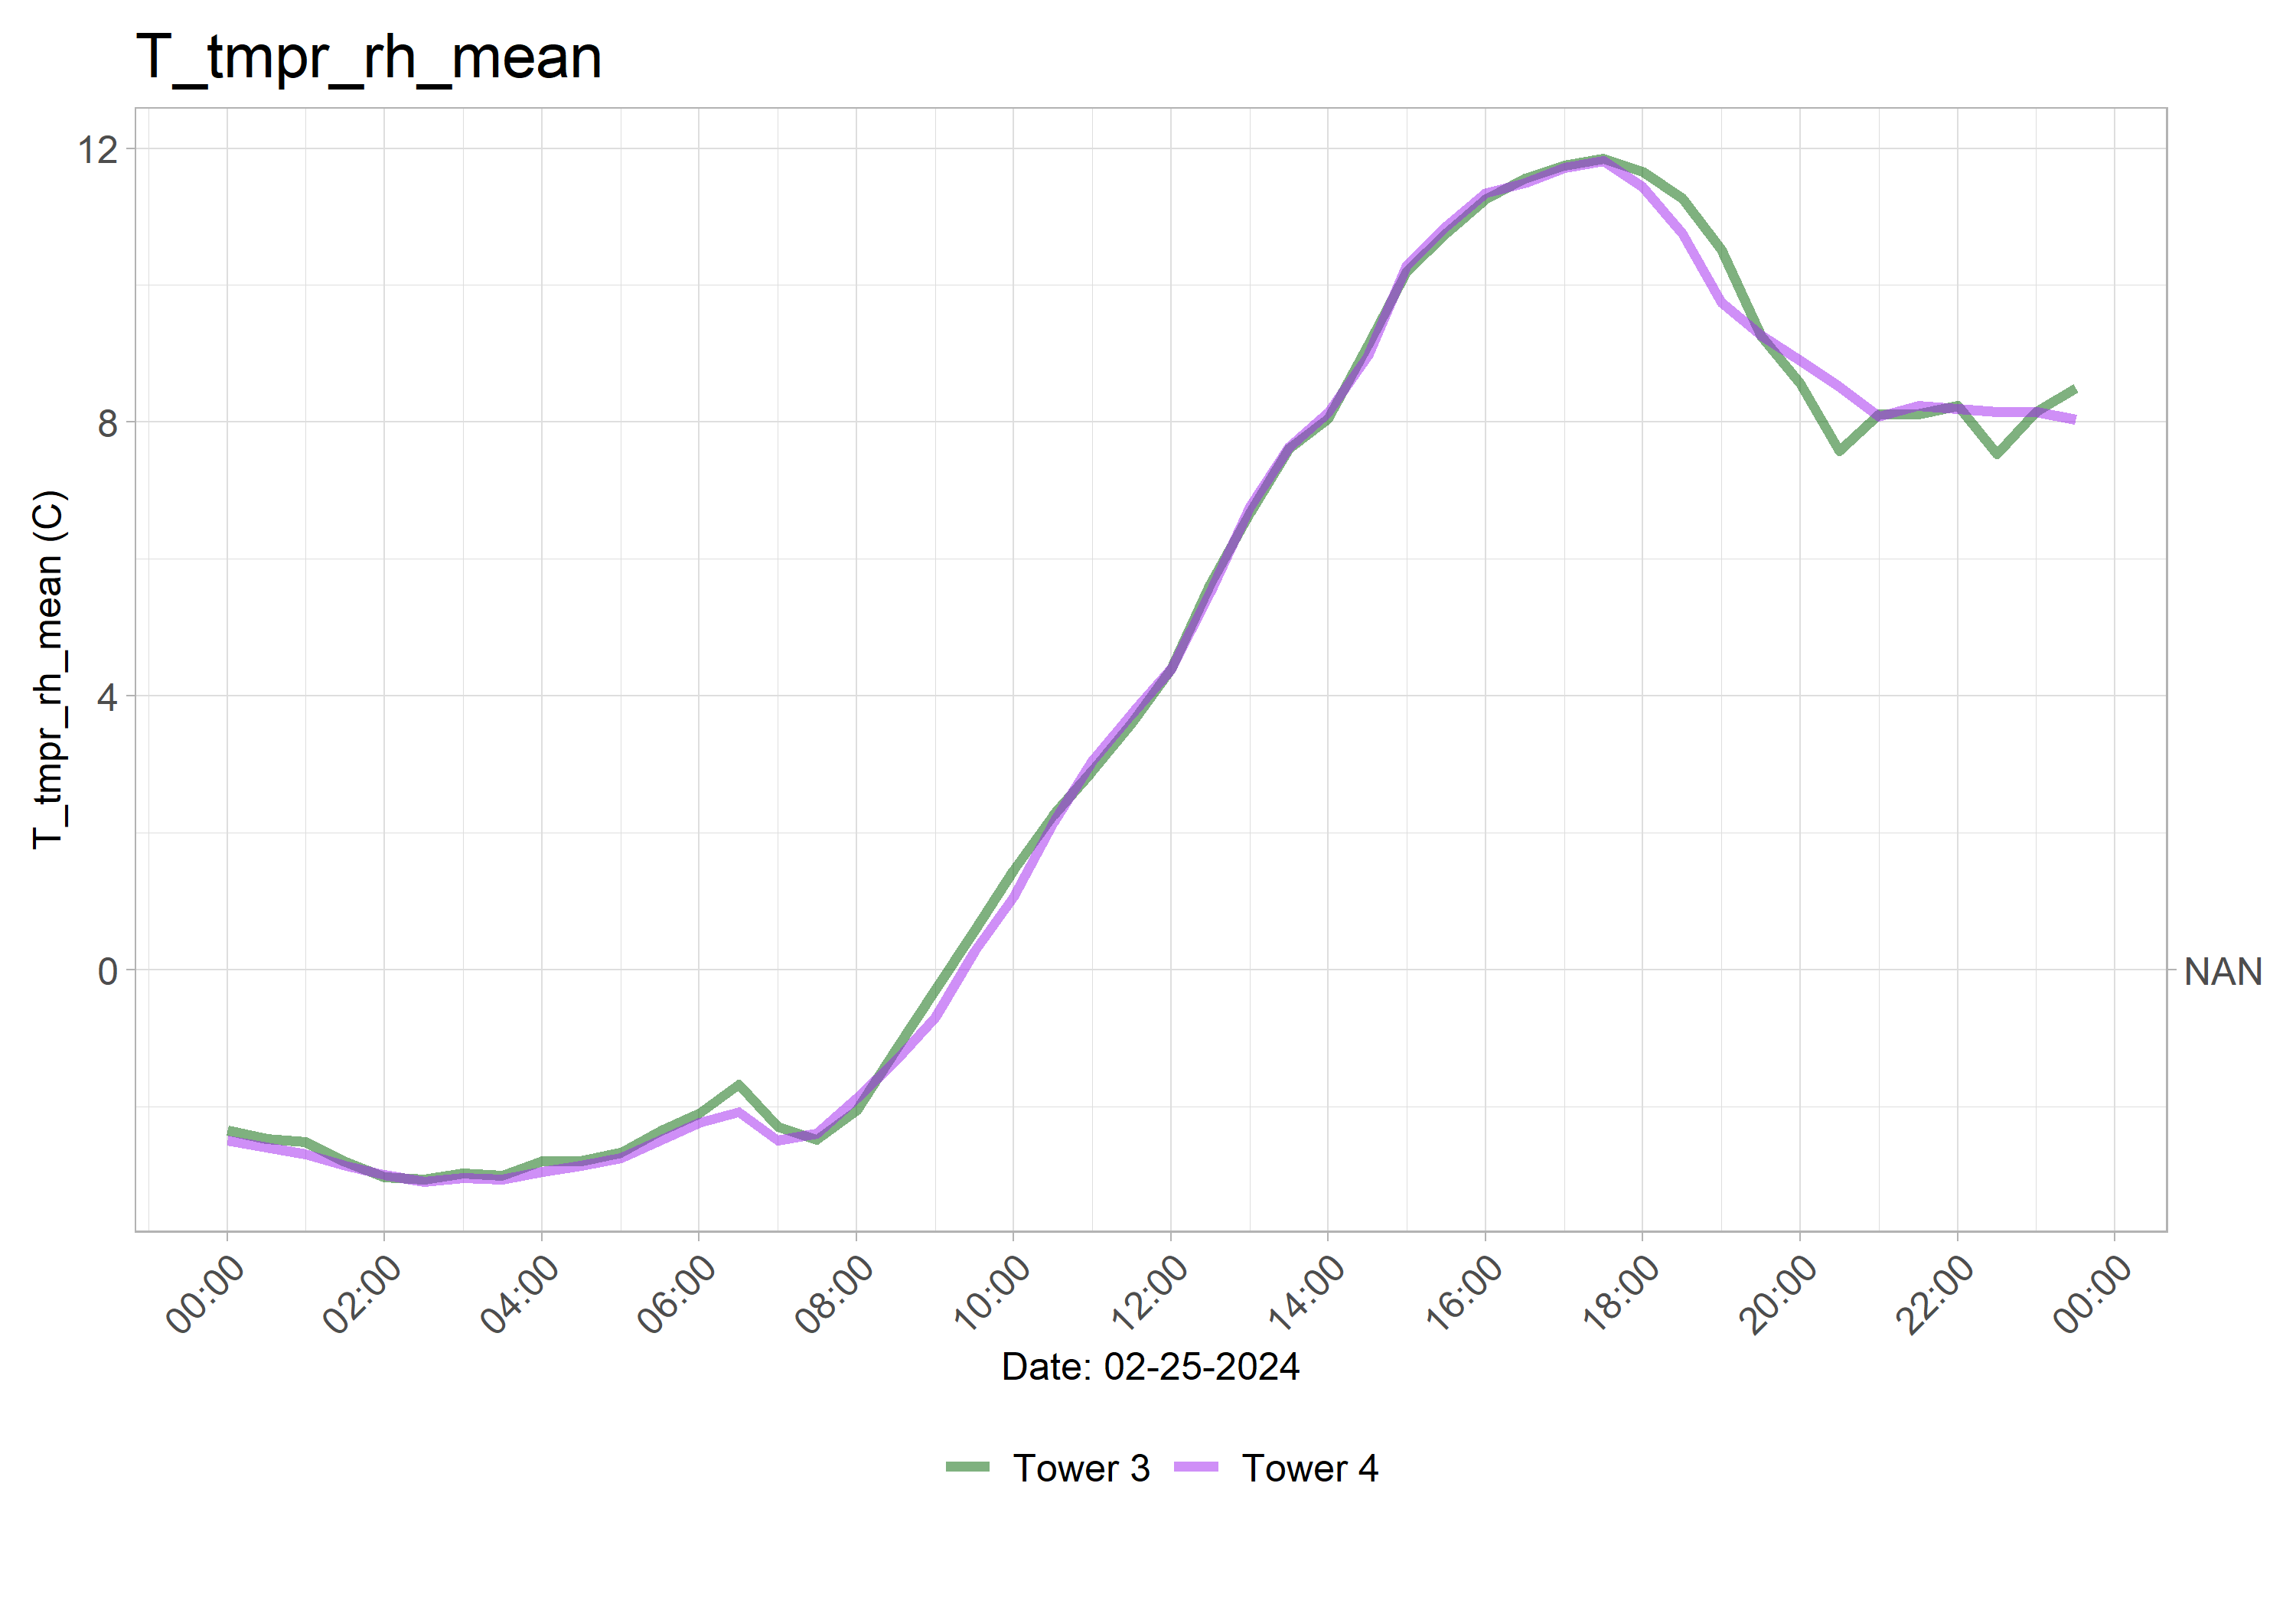 T_tmpr_rh_mean
12
8
4
0
T_tmpr_rh_mean (C)
NAN
00:00 02:00 04:00 06:00 08:00 10:00 12:00 14:00 16:00 18:00 20:00 22:00 00:00
Date: 02-25-2024
Tower 3 Tower 4